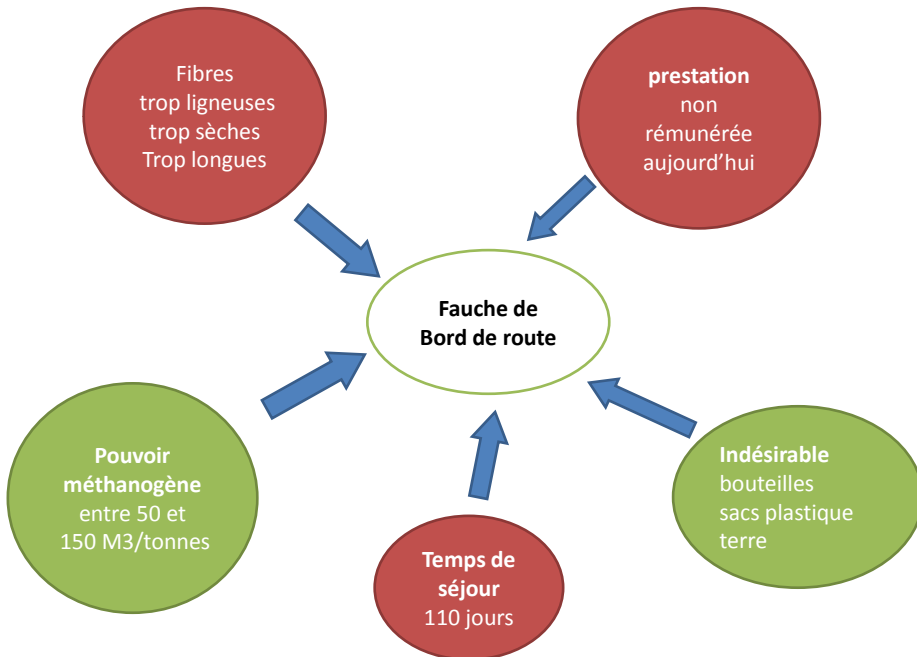 Fibres
trop ligneuses
trop sèches
Trop longues
prestation
non
rémunérée
aujourd’hui
Fauche de
Bord de route
Pouvoir
méthanogène
entre 50 et
150 M3/tonnes
Temps de
séjour
110 jours
Indésirable
bouteilles
sacs plastique
terre